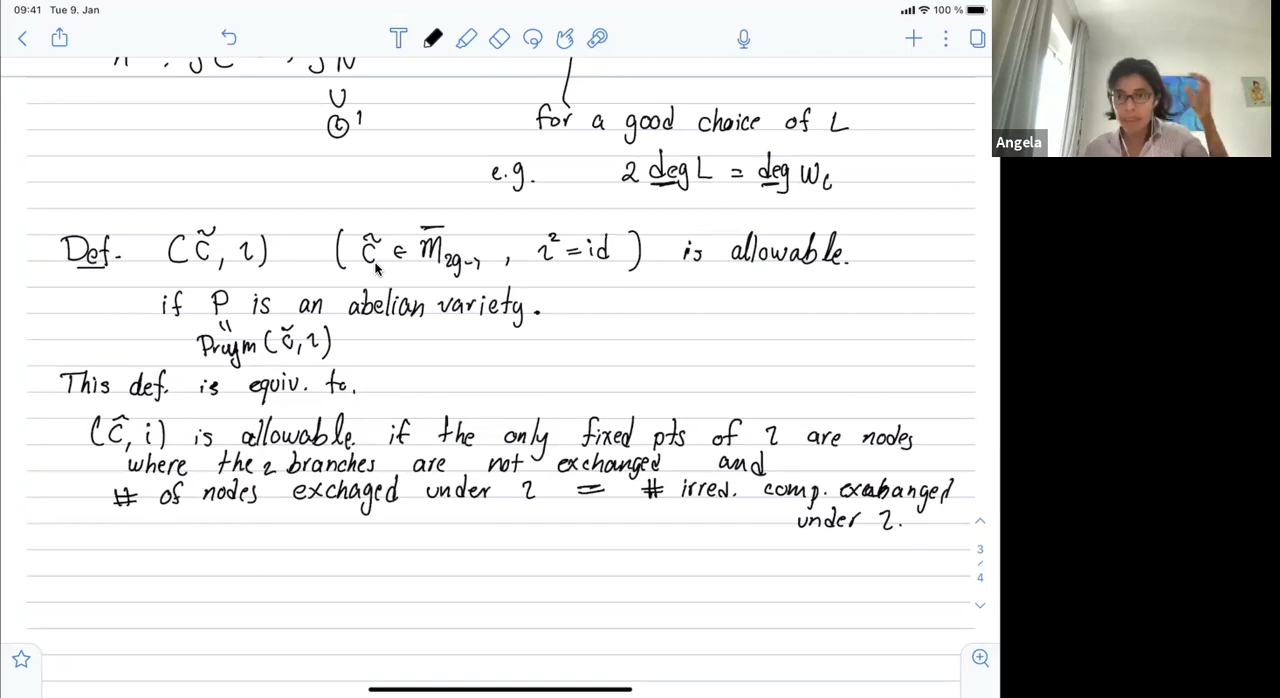 09:41 Tue 9. Jan
100 %
∪
Ⓗ¹
for a good choice of L
e.g. 2 deg L = deg ω_C
Def. (C̃, ι) ( C̃ ∈ M̄_{2g-1} , ι² = id ) is allowable.
if P is an abelian variety.
"
Prym (C̃, ι)
This def. is equiv. to.
(C̃, i) is allowable if the only fixed pts of ι are nodes
where the 2 branches are not exchanged and
# of nodes exchaged under ι = # irred. comp. exchanged
under ι.
3
/
4
Angela